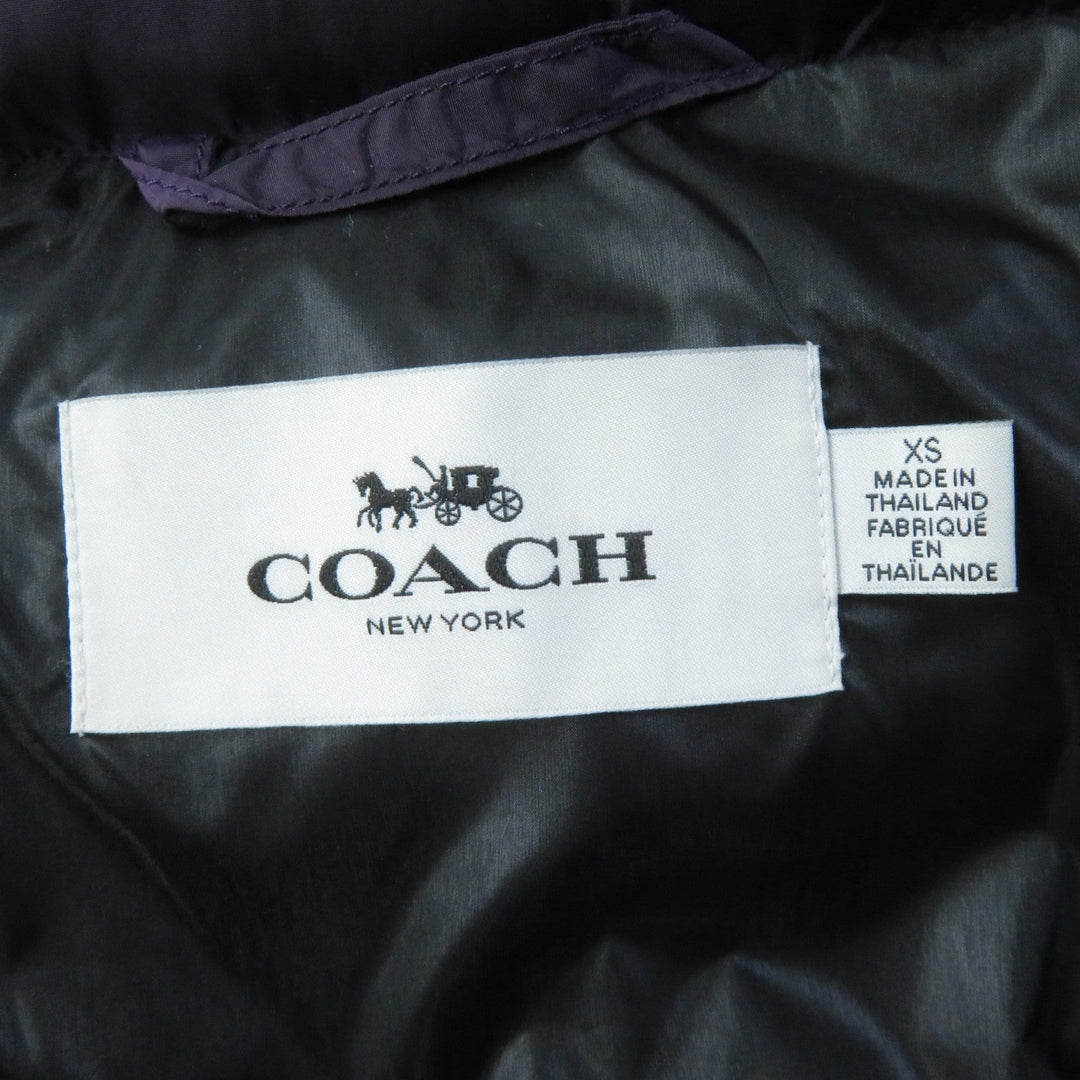 COACH
NEW YORK
XS
MADE IN
THAILAND
FABRIQUÉ
EN
THAÏLANDE